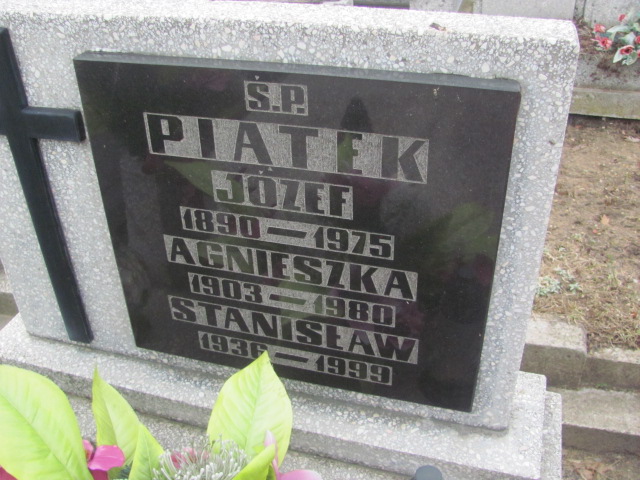 Ś.P.
PIĄTEK
JÓZEF
1890 — 1975
AGNIESZKA
1903 — 1980
STANISŁAW
1936 — 1999